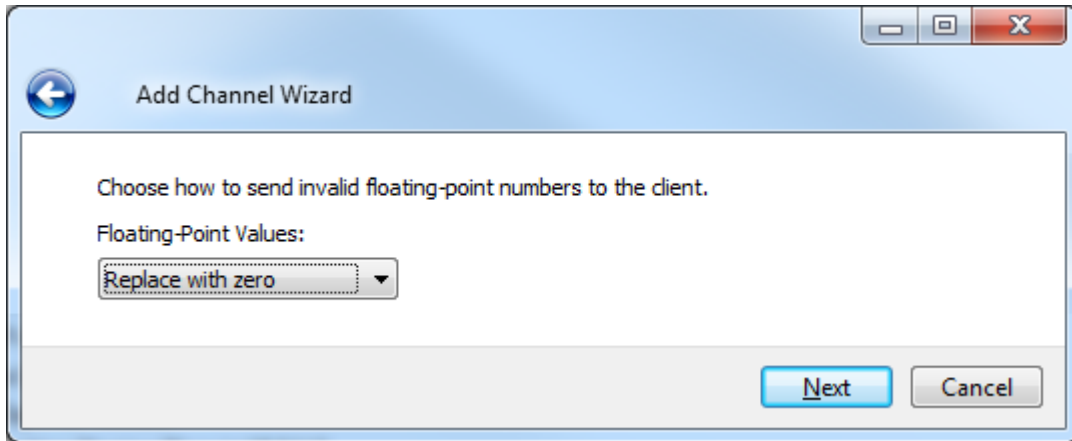 Add Channel Wizard
Choose how to send invalid floating-point numbers to the client.
Floating-Point Values:
Replace with zero
Next Cancel